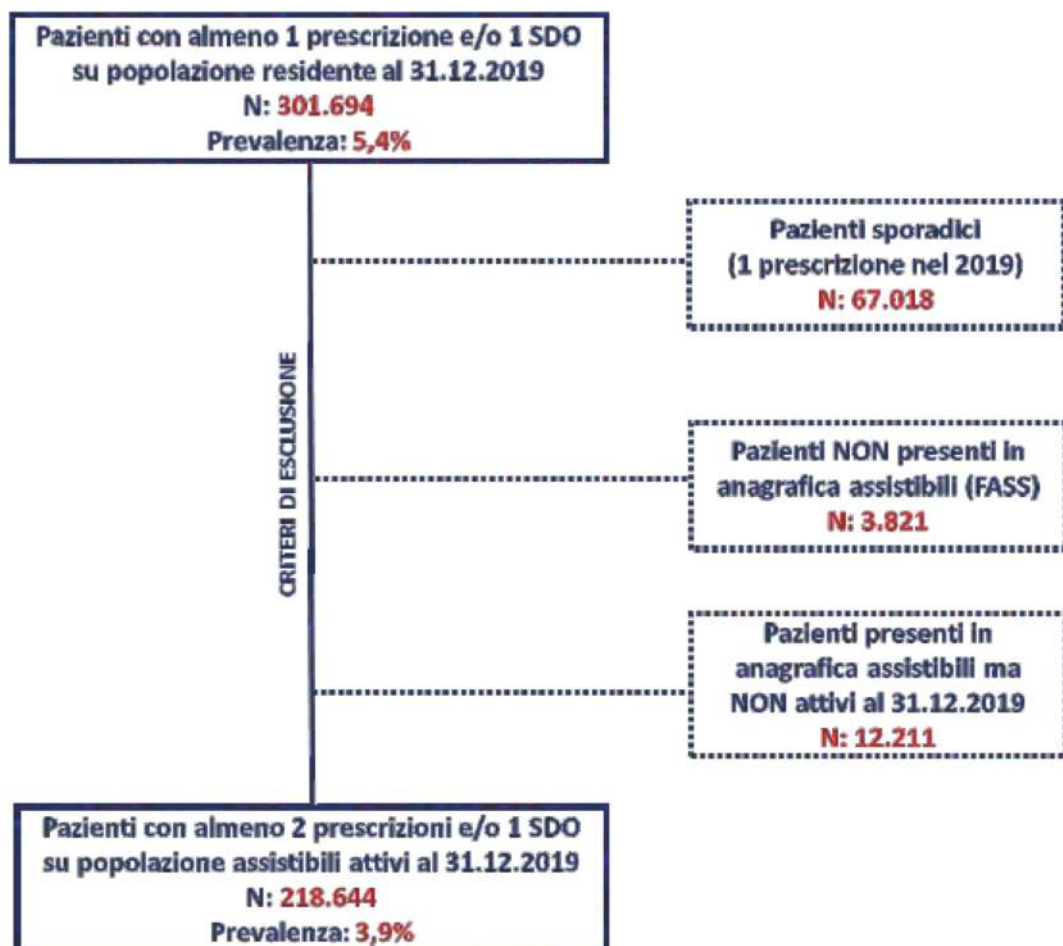 Pazienti con almeno 1 prescrizione e/o 1 SDO
su popolazione residente al 31.12.2019
N: 301.694
Prevalenza: 5,4%
Pazienti sporadici
(1 prescrizione nel 2019)
N: 67.018
CRITERI DI ESCLUSIONE
Pazienti NON presenti in
anagrafica assistibili (FASS)
N: 3.821
Pazienti presenti in
anagrafica assistibili ma
NON attivi al 31.12.2019
N: 12.211
Pazienti con almeno 2 prescrizioni e/o 1 SDO
su popolazione assistibili attivi al 31.12.2019
N: 218.644
Prevalenza: 3,9%